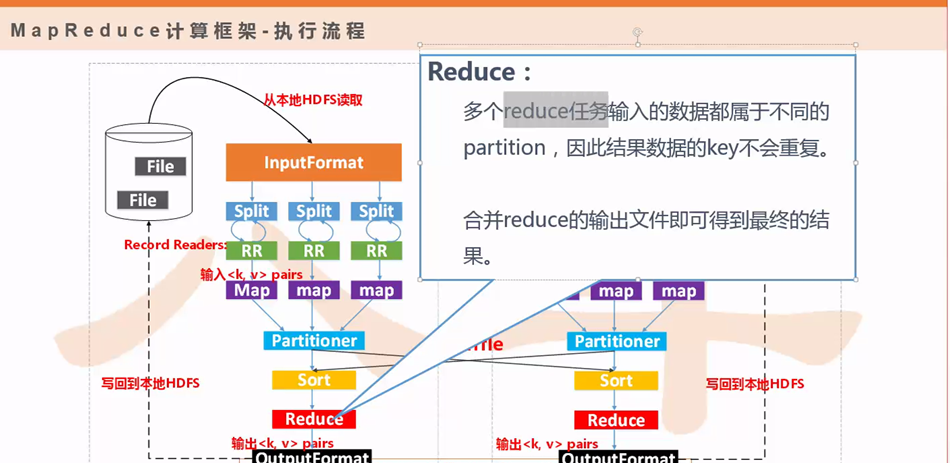 MapReduce计算框架-执行流程
Reduce：
多个reduce任务输入的数据都属于不同的
partition，因此结果数据的key不会重复。
合并reduce的输出文件即可得到最终的结
果。
从本地HDFS读取
File
File
InputFormat
Split
Split
Split
Record Readers:
RR
RR
RR
输入<k, v> pairs
Map
map
map
map
map
Partitioner
Partitioner
写回到本地HDFS
Sort
Sort
写回到本地HDFS
Reduce
Reduce
输出<k, v> pairs
输出<k, v> pairs
OutputFormat
OutputFormat